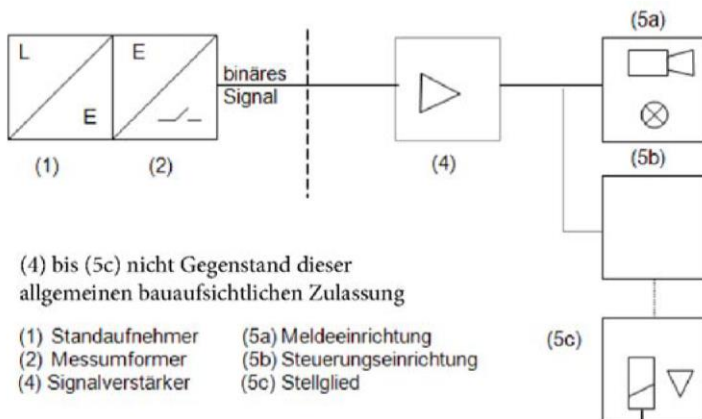 (5a)
L
E
E
binäres
Signal
(1)
(2)
(4)
(5b)
(4) bis (5c) nicht Gegenstand dieser
allgemeinen bauaufsichtlichen Zulassung
(5c)
(1) Standaufnehmer (5a) Meldeeinrichtung
(2) Messumformer (5b) Steuerungseinrichtung
(4) Signalverstärker (5c) Stellglied